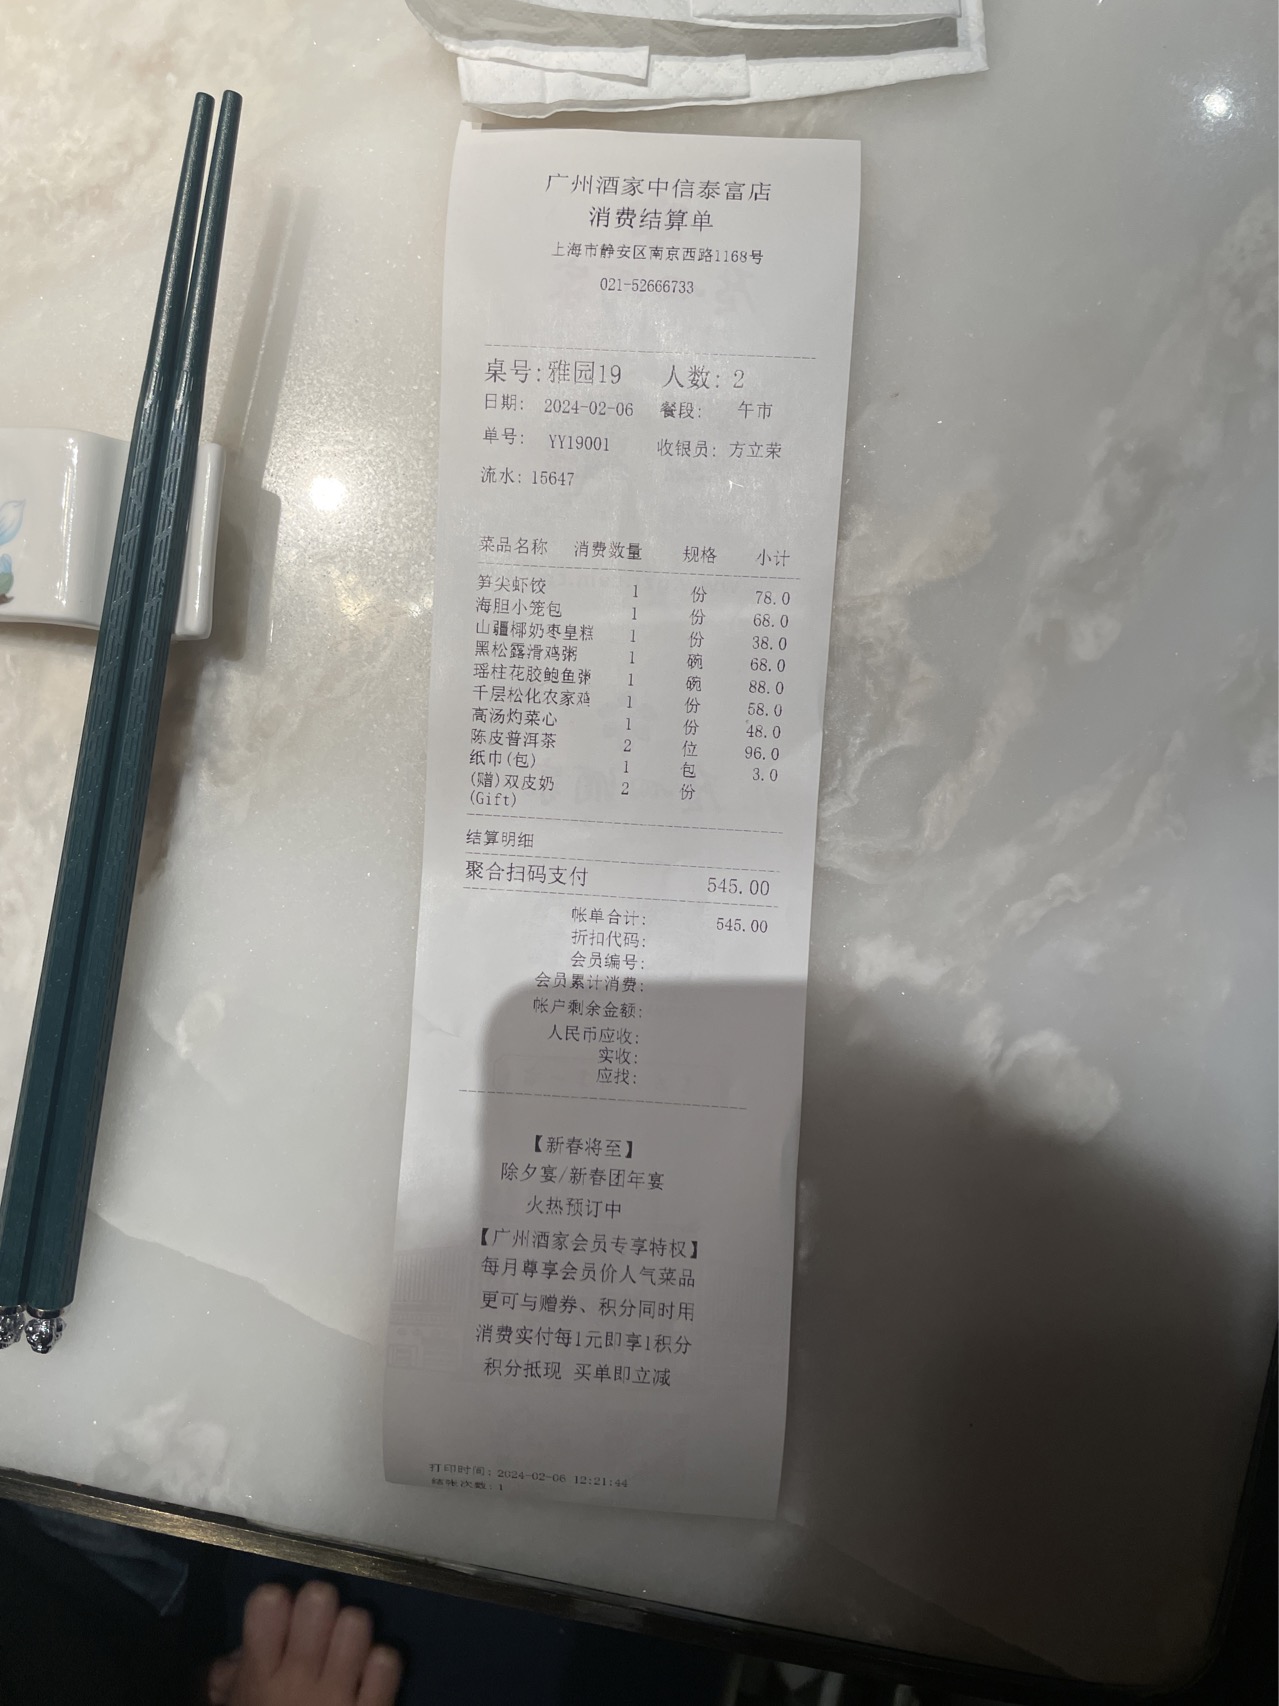 广州酒家中信泰富店
消费结算单
上海市静安区南京西路1168号
021-52666733
桌号:雅园19 人数: 2
日期: 2024-02-06 餐段: 午市
单号: YY19001 收银员: 方立荣
流水: 15647
菜品名称 消费数量 规格 小计
笋尖虾饺 1 份 78.0
海胆小笼包 1 份 68.0
山疆椰奶枣皇糕 1 份 38.0
黑松露滑鸡粥 1 碗 68.0
瑶柱花胶鲍鱼粥 1 碗 88.0
千层松化农家鸡 1 份 58.0
高汤灼菜心 1 份 48.0
陈皮普洱茶 2 位 96.0
纸巾(包) 1 包 3.0
(赠)双皮奶 2 份
(Gift)
结算明细
聚合扫码支付 545.00
帐单合计: 545.00
折扣代码:
会员编号:
会员累计消费:
帐户剩余金额:
人民币应收:
实收:
应找:
【新春将至】
除夕宴/新春团年宴
火热预订中
【广州酒家会员专享特权】
每月尊享会员价人气菜品
更可与赠券、积分同时用
消费实付每1元即享1积分
积分抵现 买单即立减
打印时间: 2024-02-06 12:21:44
结账次数: 1